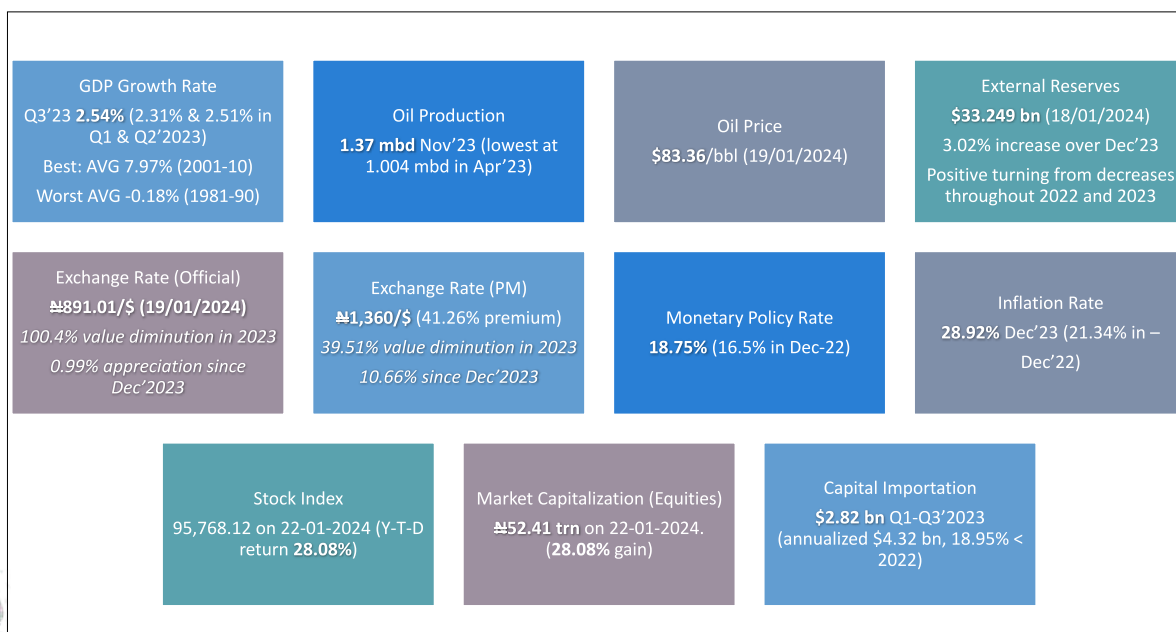 GDP Growth Rate
Q3’23 2.54% (2.31% & 2.51% in
Q1 & Q2’2023)
Best: AVG 7.97% (2001-10)
Worst AVG -0.18% (1981-90)
Oil Production
1.37 mbd Nov’23 (lowest at
1.004 mbd in Apr’23)
Oil Price
$83.36/bbl (19/01/2024)
External Reserves
$33.249 bn (18/01/2024)
3.02% increase over Dec’23
Positive turning from decreases
throughout 2022 and 2023
Exchange Rate (Official)
₦891.01/$ (19/01/2024)
100.4% value diminution in 2023
0.99% appreciation since
Dec’2023
Exchange Rate (PM)
₦1,360/$ (41.26% premium)
39.51% value diminution in 2023
10.66% since Dec’2023
Monetary Policy Rate
18.75% (16.5% in Dec-22)
Inflation Rate
28.92% Dec’23 (21.34% in –
Dec’22)
Stock Index
95,768.12 on 22-01-2024 (Y-T-D
return 28.08%)
Market Capitalization (Equities)
₦52.41 trn on 22-01-2024.
(28.08% gain)
Capital Importation
$2.82 bn Q1-Q3’2023
(annualized $4.32 bn, 18.95% <
2022)